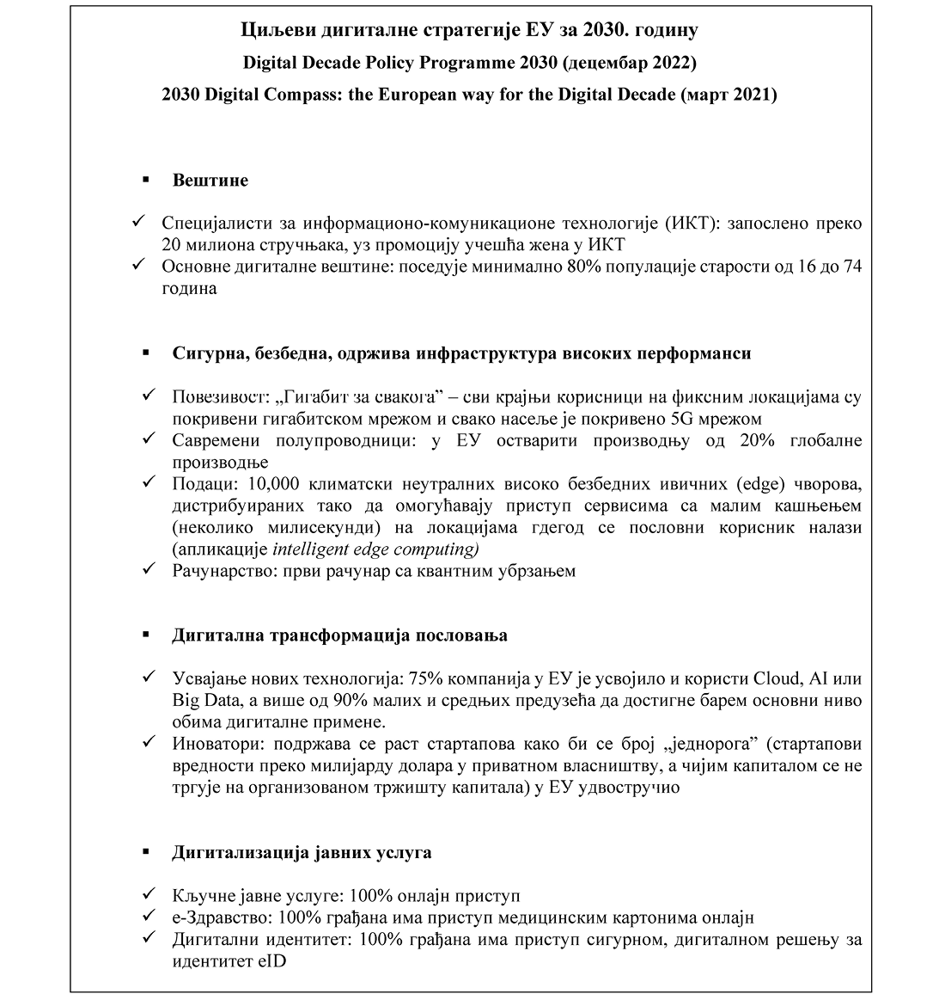 Циљеви дигиталне стратегије ЕУ за 2030. годину
Digital Decade Policy Programme 2030 (децембар 2022)
2030 Digital Compass: the European way for the Digital Decade (март 2021)
▪ Вештине
✓ Специјалисти за информационо-комуникационе технологије (ИКТ): запослено преко
20 милиона стручњака, уз промоцију учешћа жена у ИКТ
✓ Основне дигиталне вештине: поседује минимално 80% популације старости од 16 до 74
година
▪ Сигурна, безбедна, одржива инфраструктура високих перформанси
✓ Повезивост: „Гигабит за свакога” – сви крајњи корисници на фиксним локацијама су
покривени гигабитском мрежом и свако насеље је покривено 5G мрежом
✓ Савремени полупроводници: у ЕУ остварити производњу од 20% глобалне
производње
✓ Подаци: 10,000 климатски неутралних високо безбедних ивичних (edge) чворова,
дистрибуираних тако да омогућавају приступ сервисима са малим кашњењем
(неколико милисекунди) на локацијама гдегод се пословни корисник налази
(апликације intelligent edge computing)
✓ Рачунарство: први рачунар са квантним убрзањем
▪ Дигитална трансформација пословања
✓ Усвајање нових технологија: 75% компанија у ЕУ је усвојило и користи Cloud, AI или
Big Data, а више од 90% малих и средњих предузећа да достигне барем основни ниво
обима дигиталне примене.
✓ Иноватори: подржава се раст стартапова како би се број „једнорога” (стартапови
вредности преко милијарду долара у приватном власништву, а чијим капиталом се не
тргује на организованом тржишту капитала) у ЕУ удвостручио
▪ Дигитализација јавних услуга
✓ Кључне јавне услуге: 100% онлајн приступ
✓ е-Здравство: 100% грађана има приступ медицинским картонима онлајн
✓ Дигитални идентитет: 100% грађана има приступ сигурном, дигиталном решењу за
идентитет eID